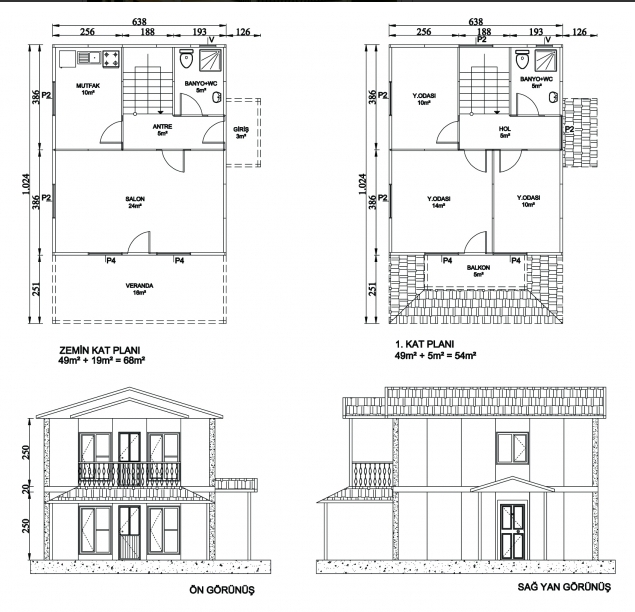 638
256 188 193 126
V
MUTFAK
10m²
BANYO+WC
5m²
P2
386
ANTRE
5m²
GİRİŞ
3m²
1,024
386
P2
SALON
24m²
P4 P4
251
VERANDA
16m²
ZEMİN KAT PLANI
49m² + 19m² = 68m²
638
256 188 193 126
P2 V
Y.ODASI
10m²
BANYO+WC
5m²
P2
386
HOL
5m²
P2
1,024
386
P2
Y.ODASI
14m²
Y.ODASI
10m²
P4 P4
251
BALKON
5m²
1. KAT PLANI
49m² + 5m² = 54m²
250
20
250
ÖN GÖRÜNÜŞ
SAĞ YAN GÖRÜNÜŞ